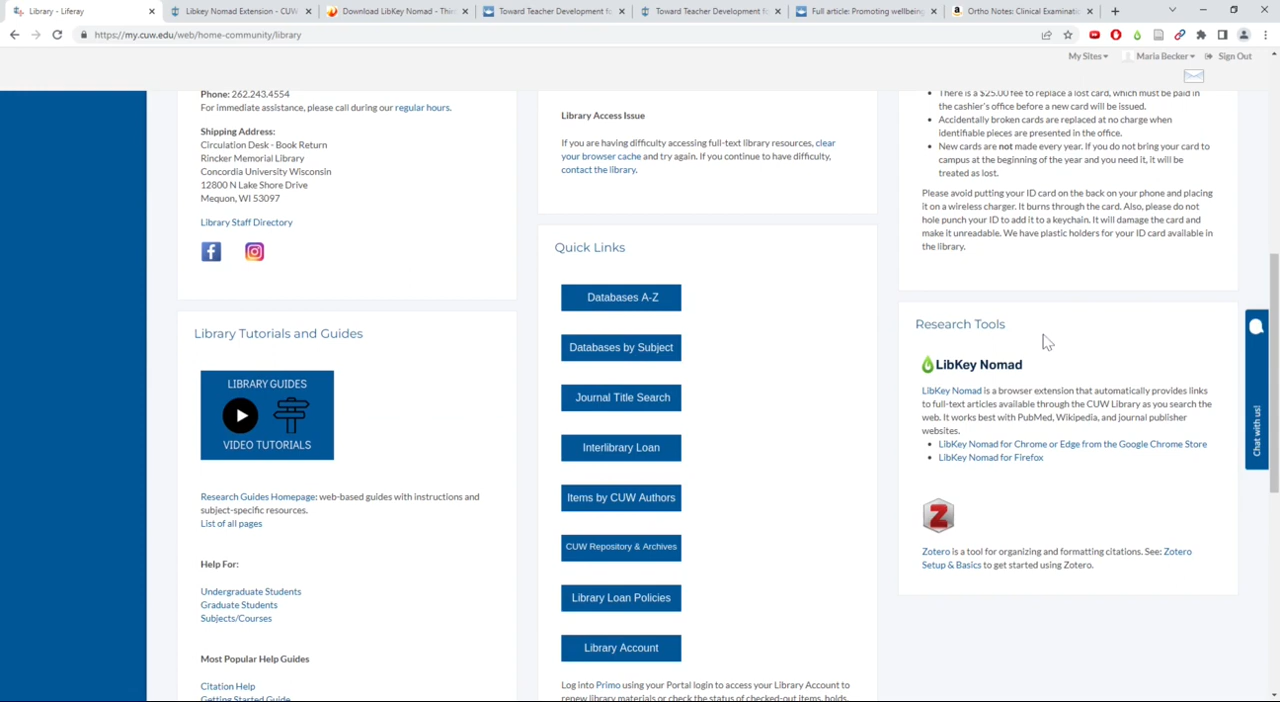 Library - Liferay
Libkey Nomad Extension - CUW
Download LibKey Nomad - Thir
Toward Teacher Development fo
Toward Teacher Development fo
Full article: Promoting wellbeing
Ortho Notes: Clinical Examinati
https://my.cuw.edu/web/home-community/library
My Sites
Maria Becker
Sign Out
Phone: 262.243.4554
For immediate assistance, please call during our regular hours.
Shipping Address:
Circulation Desk - Book Return
Rincker Memorial Library
Concordia University Wisconsin
12800 N Lake Shore Drive
Mequon, WI 53097
Library Staff Directory
Library Tutorials and Guides
LIBRARY GUIDES
VIDEO TUTORIALS
Research Guides Homepage: web-based guides with instructions and
subject-specific resources.
List of all pages
Help For:
Undergraduate Students
Graduate Students
Subjects/Courses
Most Popular Help Guides
Citation Help
Getting Started Guide
Library Access Issue
If you are having difficulty accessing full-text library resources, clear
your browser cache and try again. If you continue to have difficulty,
contact the library.
Quick Links
Databases A-Z
Databases by Subject
Journal Title Search
Interlibrary Loan
Items by CUW Authors
CUW Repository & Archives
Library Loan Policies
Library Account
Log into Primo using your Portal login to access your Library Account to
renew library materials or check the status of checked-out items, holds,
There is a $25.00 fee to replace a lost card, which must be paid in
the cashier's office before a new card will be issued.
Accidentally broken cards are replaced at no charge when
identifiable pieces are presented in the office.
New cards are not made every year. If you do not bring your card to
campus at the beginning of the year and you need it, it will be
treated as lost.
Please avoid putting your ID card on the back on your phone and placing
it on a wireless charger. It burns through the card. Also, please do not
hole punch your ID to add it to a keychain. It will damage the card and
make it unreadable. We have plastic holders for your ID card available in
the library.
Research Tools
LibKey Nomad
LibKey Nomad is a browser extension that automatically provides links
to full-text articles available through the CUW Library as you search the
web. It works best with PubMed, Wikipedia, and journal publisher
websites.
LibKey Nomad for Chrome or Edge from the Google Chrome Store
LibKey Nomad for Firefox
Z
Zotero is a tool for organizing and formatting citations. See: Zotero
Setup & Basics to get started using Zotero.
Chat with us!